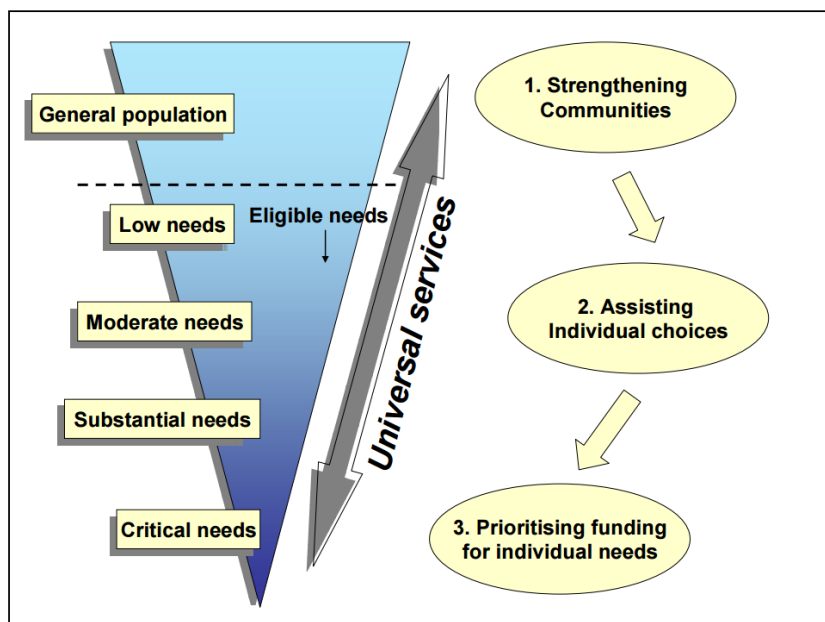 General population
Eligible needs
Low needs
Moderate needs
Substantial needs
Critical needs
Universal services
1. Strengthening
Communities
2. Assisting
Individual choices
3. Prioritising funding
for individual needs